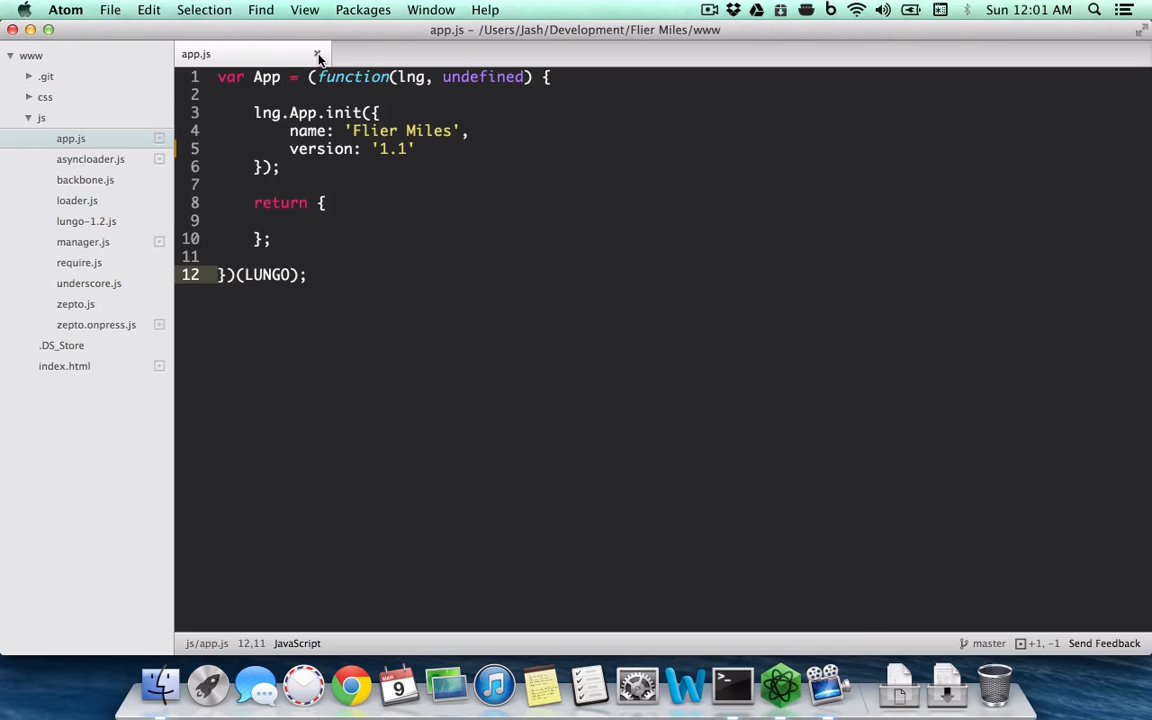 Atom File Edit Selection Find View Packages Window Help Sun 12:01 AM
app.js - /Users/Jash/Development/Flier Miles/www
www
.git
css
js
app.js
asyncloader.js
backbone.js
loader.js
lungo-1.2.js
manager.js
require.js
underscore.js
zepto.js
zepto.onpress.js
.DS_Store
index.html
app.js
1 var App = (function(lng, undefined) {
2
3 lng.App.init({
4 name: 'Flier Miles',
5 version: '1.1'
6 });
7
8 return {
9
10 };
11
12 })(LUNGO);
js/app.js 12,11 JavaScript master +1, -1 Send Feedback
MAR
9